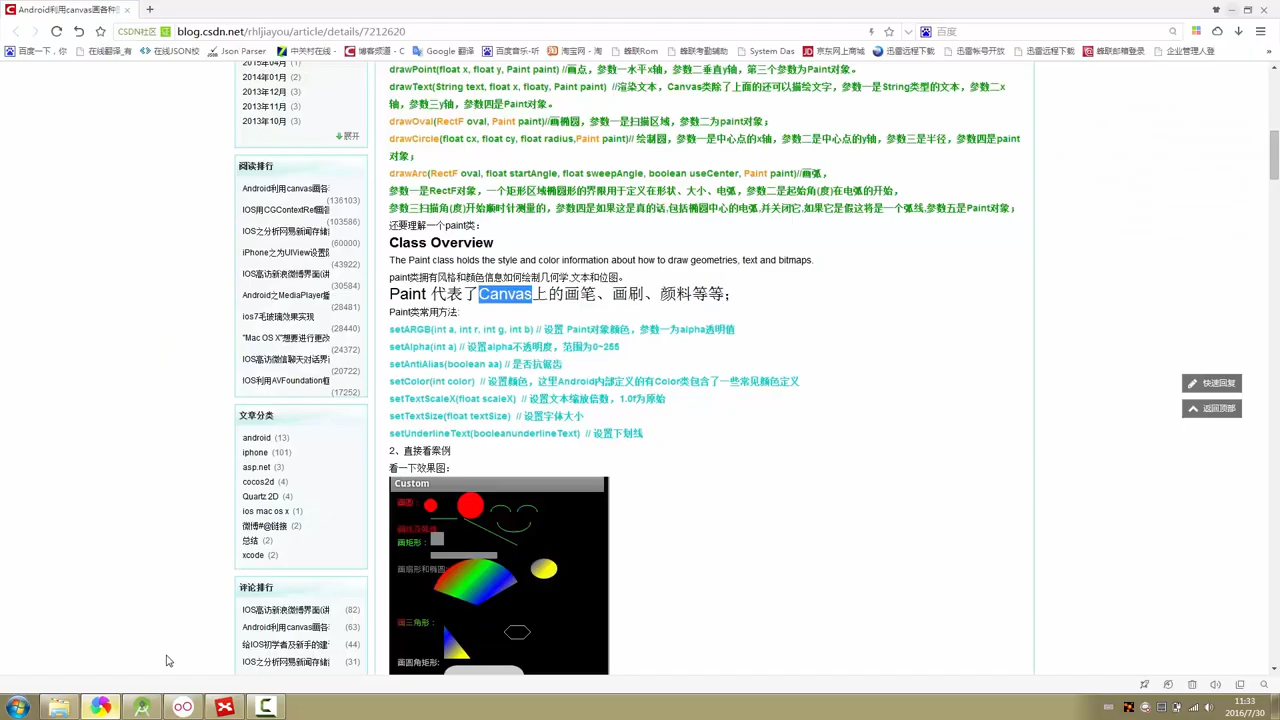 Android利用canvas画各种
CSDN社区 blog.csdn.net/rhljiayou/article/details/7212620
百度
百度一下，你 在线翻译_有 在线JSON校 Json Parser 中关村在线 - 博客频道 - C Google 翻译 百度音乐-听 淘宝网 - 淘 蜂联Rom 蜂联考勤辅助 System Das 京东网上商城 迅雷远程下载 迅雷帐号开放 迅雷远程下载 蜂联邮箱登录 企业管理人登
2015年04月 (1)
2014年01月 (2)
2013年12月 (3)
2013年11月 (3)
2013年10月 (3)
展开
阅读排行
Android利用canvas画各
(136103)
IOS用CGContextRef画
(103586)
IOS之分析网易新闻存储
(60000)
iPhone之为UIView设置
(43922)
IOS高访新浪微博界面(讲
(30584)
Android之MediaPlayer播
(28481)
ios7毛玻璃效果实现
(28440)
"Mac OS X"想要进行更改
(24372)
IOS高访微信聊天对话界
(20722)
IOS利用AVFoundation框
(17252)
文章分类
android (13)
iphone (101)
asp.net (3)
cocos2d (4)
Quartz 2D (4)
ios mac os x (1)
微博#@链接 (2)
总结 (2)
xcode (2)
评论排行
IOS高访新浪微博界面(讲 (82)
Android利用canvas画各 (63)
给IOS初学者及新手的建 (44)
IOS之分析网易新闻存储 (31)
drawPoint(float x, float y, Paint paint) //画点，参数一水平x轴，参数二垂直y轴，第三个参数为Paint对象。
drawText(String text, float x, floaty, Paint paint) //渲染文本，Canvas类除了上面的还可以描绘文字，参数一是String类型的文本，参数二x
轴，参数三y轴，参数四是Paint对象。
drawOval(RectF oval, Paint paint)//画椭圆，参数一是扫描区域，参数二为paint对象；
drawCircle(float cx, float cy, float radius,Paint paint)// 绘制圆，参数一是中心点的x轴，参数二是中心点的y轴，参数三是半径，参数四是paint
对象；
drawArc(RectF oval, float startAngle, float sweepAngle, boolean useCenter, Paint paint)//画弧，
参数一是RectF对象，一个矩形区域椭圆形的界限用于定义在形状、大小、电弧，参数二是起始角(度)在电弧的开始，
参数三扫描角(度)开始顺时针测量的，参数四是如果这是真的话,包括椭圆中心的电弧,并关闭它,如果它是假这将是一个弧线,参数五是Paint对象；
还要理解一个paint类：
Class Overview
The Paint class holds the style and color information about how to draw geometries, text and bitmaps.
paint类拥有风格和颜色信息如何绘制几何学,文本和位图。
Paint 代表了Canvas上的画笔、画刷、颜料等等；
Paint类常用方法:
setARGB(int a, int r, int g, int b) // 设置 Paint对象颜色，参数一为alpha透明值
setAlpha(int a) // 设置alpha不透明度，范围为0~255
setAntiAlias(boolean aa) // 是否抗锯齿
setColor(int color) // 设置颜色，这里Android内部定义的有Color类包含了一些常见颜色定义
setTextScaleX(float scaleX) // 设置文本缩放倍数，1.0f为原始
setTextSize(float textSize) // 设置字体大小
setUnderlineText(booleanunderlineText) // 设置下划线
2、直接看案例
看一下效果图：
Custom
画圆：
画线及弧线:
画矩形：
画扇形和椭圆:
画三角形：
画圆角矩形:
快速回复
返回顶部
11:33
2016/7/30